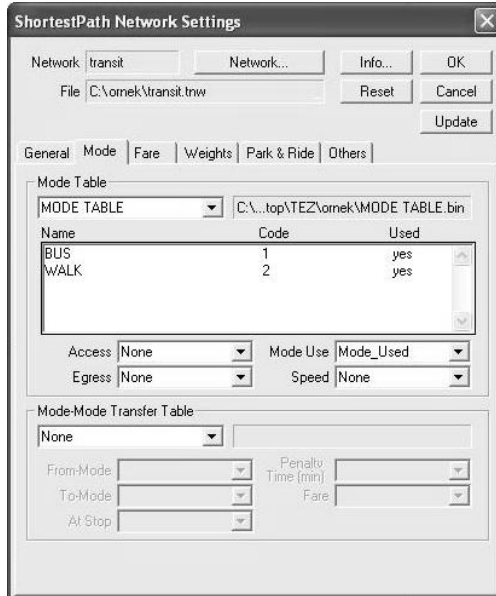 ShortestPath Network Settings
Network transit Network... Info... OK
File C:\ornek\transit.tnw Reset Cancel
Update
General Mode Fare Weights Park & Ride Others
Mode Table
MODE TABLE C:\...top\TEZ\ornek\MODE TABLE.bin
Name Code Used
BUS 1 yes
WALK 2 yes
Access None Mode Use Mode_Used
Egress None Speed None
Mode-Mode Transfer Table
None
From-Mode Penalty Time (min)
To-Mode Fare
At Stop